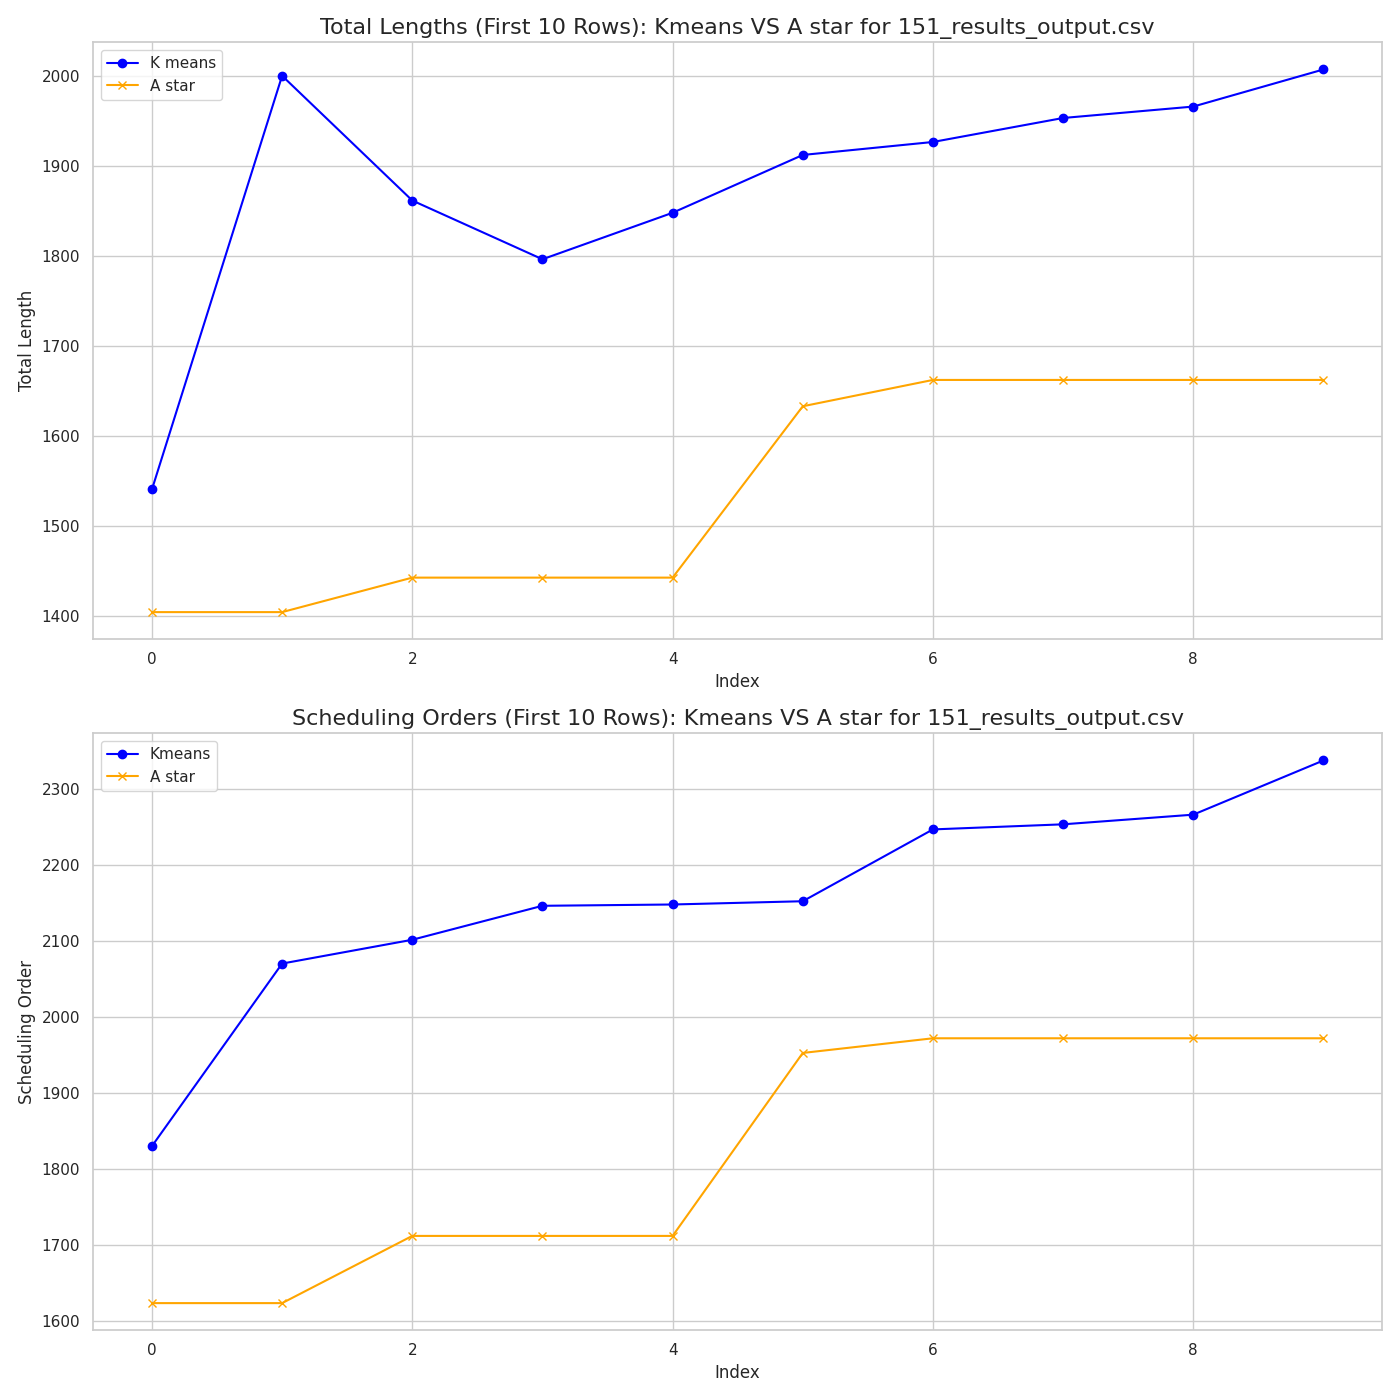 Total Lengths (First 10 Rows): Kmeans VS A star for 151_results_output.csv
K means
A star
2000
1900
1800
1700
1600
1500
1400
Total Length
0 2 4 6 8
Index
Scheduling Orders (First 10 Rows): Kmeans VS A star for 151_results_output.csv
Kmeans
A star
2300
2200
2100
2000
1900
1800
1700
1600
Scheduling Order
0 2 4 6 8
Index